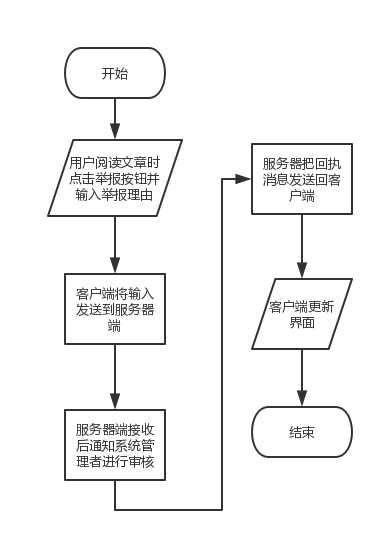 开始
用户阅读文章时
点击举报按钮并
输入举报理由
客户端将输入
发送到服务器
端
服务器端接收
后通知系统管
理者进行审核
服务器把回执
消息发送回客
户端
客户端更新
界面
结束